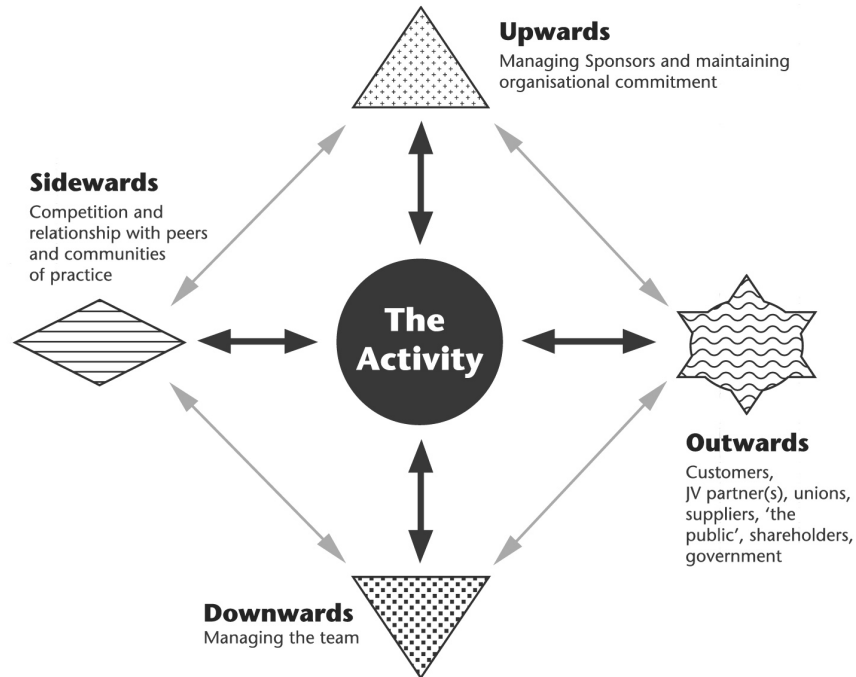 Upwards
Managing Sponsors and maintaining
organisational commitment
Sidewards
Competition and
relationship with peers
and communities
of practice
The
Activity
Outwards
Customers,
JV partner(s), unions,
suppliers, ‘the
public’, shareholders,
government
Downwards
Managing the team